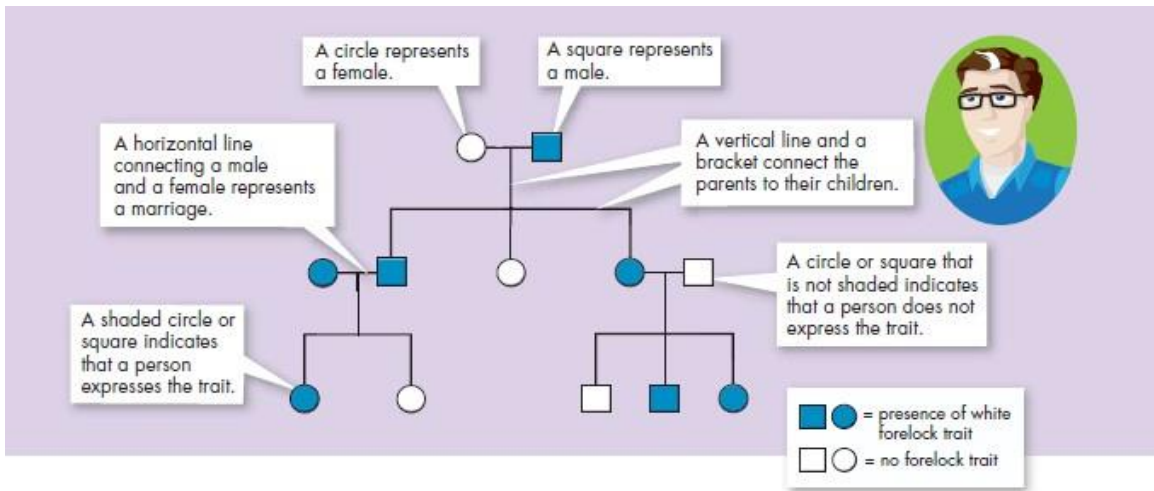 A circle represents
a female.
A square represents
a male.
A horizontal line
connecting a male
and a female represents
a marriage.
A vertical line and a
bracket connect the
parents to their children.
A shaded circle or
square indicates
that a person
expresses the trait.
A circle or square that
is not shaded indicates
that a person does not
express the trait.
= presence of white
forelock trait
= no forelock trait